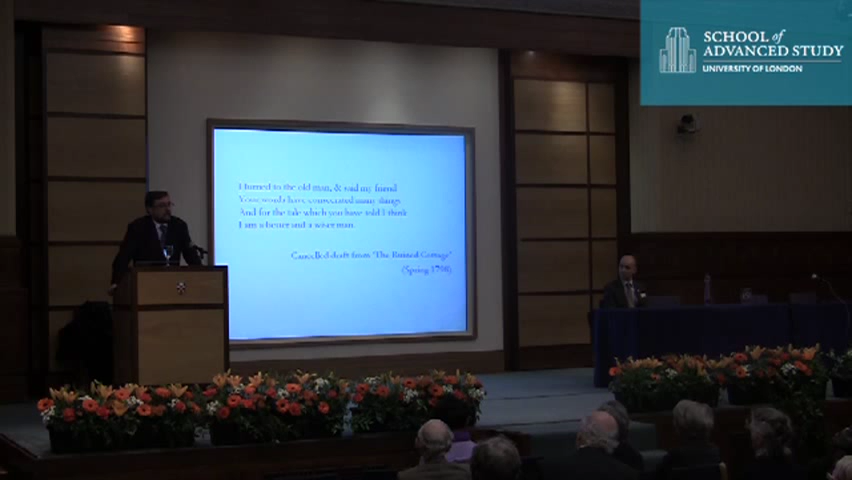 SCHOOL of
ADVANCED STUDY
UNIVERSITY OF LONDON
I turned to the old man, & said my friend
Your words have consecrated many things
And for the tale which you have told I think
I am a better and a wiser man.
Cancelled draft from 'The Ruined Cottage'
(Spring 1798)